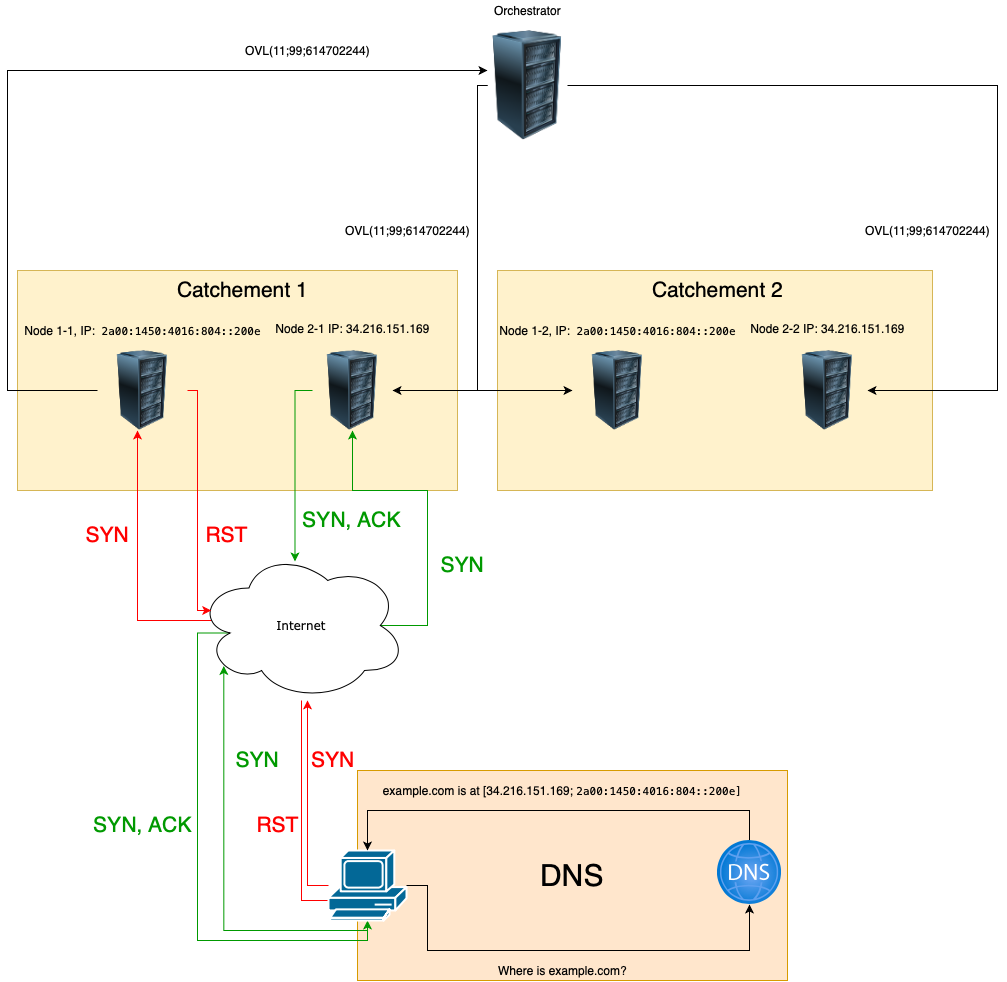 Orchestrator
OVL(11;99;614702244)
OVL(11;99;614702244)
OVL(11;99;614702244)
Catchement 1
Catchement 2
Node 1-1, IP: 2a00:1450:4016:804::200e
Node 2-1 IP: 34.216.151.169
Node 1-2, IP: 2a00:1450:4016:804::200e
Node 2-2 IP: 34.216.151.169
SYN
RST
SYN, ACK
SYN
Internet
SYN
SYN
SYN, ACK
RST
example.com is at [34.216.151.169; 2a00:1450:4016:804::200e]
DNS
DNS
Where is example.com?